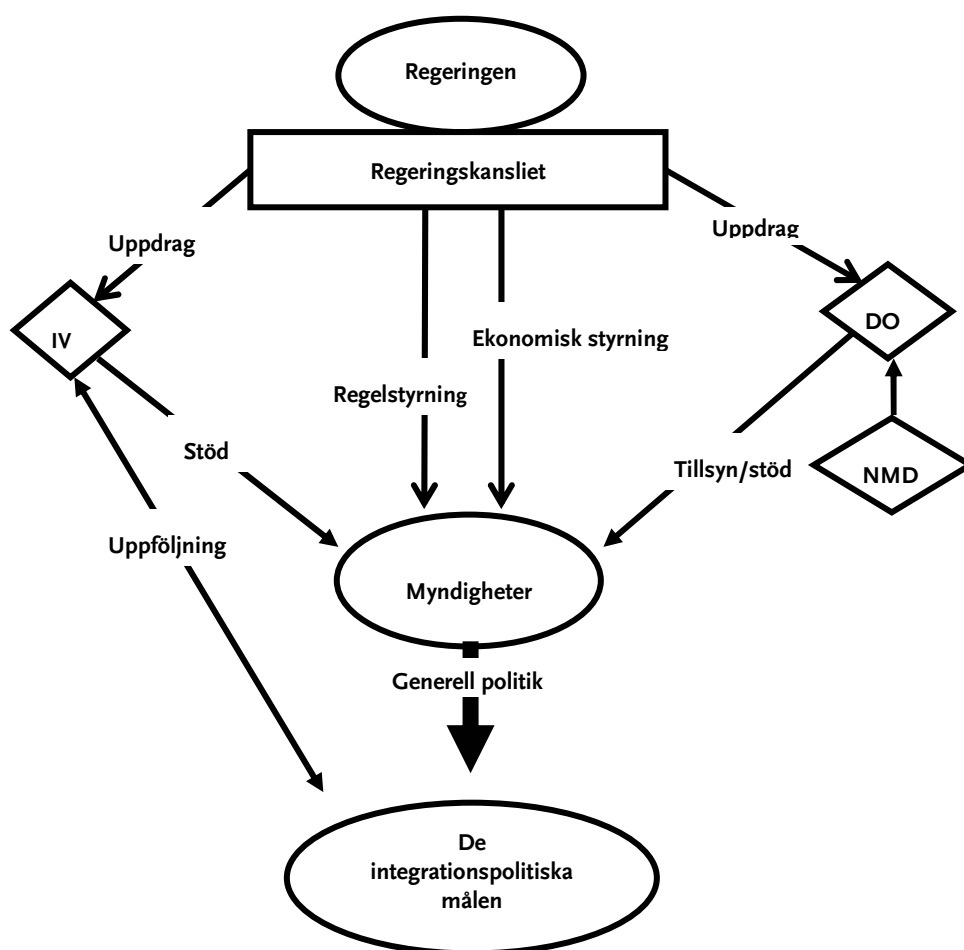 Regeringen
Regeringskansliet
Uppdrag
Uppdrag
IV
DO
Ekonomisk styrning
Regelstyrning
Stöd
Tillsyn/stöd
NMD
Uppföljning
Myndigheter
Generell politik
De
integrationspolitiska
målen